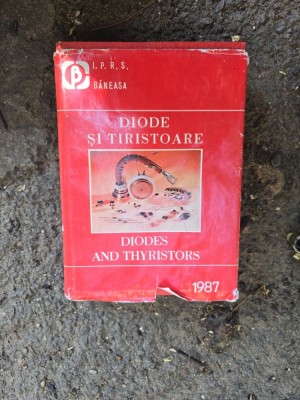 I. P. R. S.
BĂNEASA
DIODE
ȘI TIRISTOARE
DIODES
AND THYRISTORS
1987